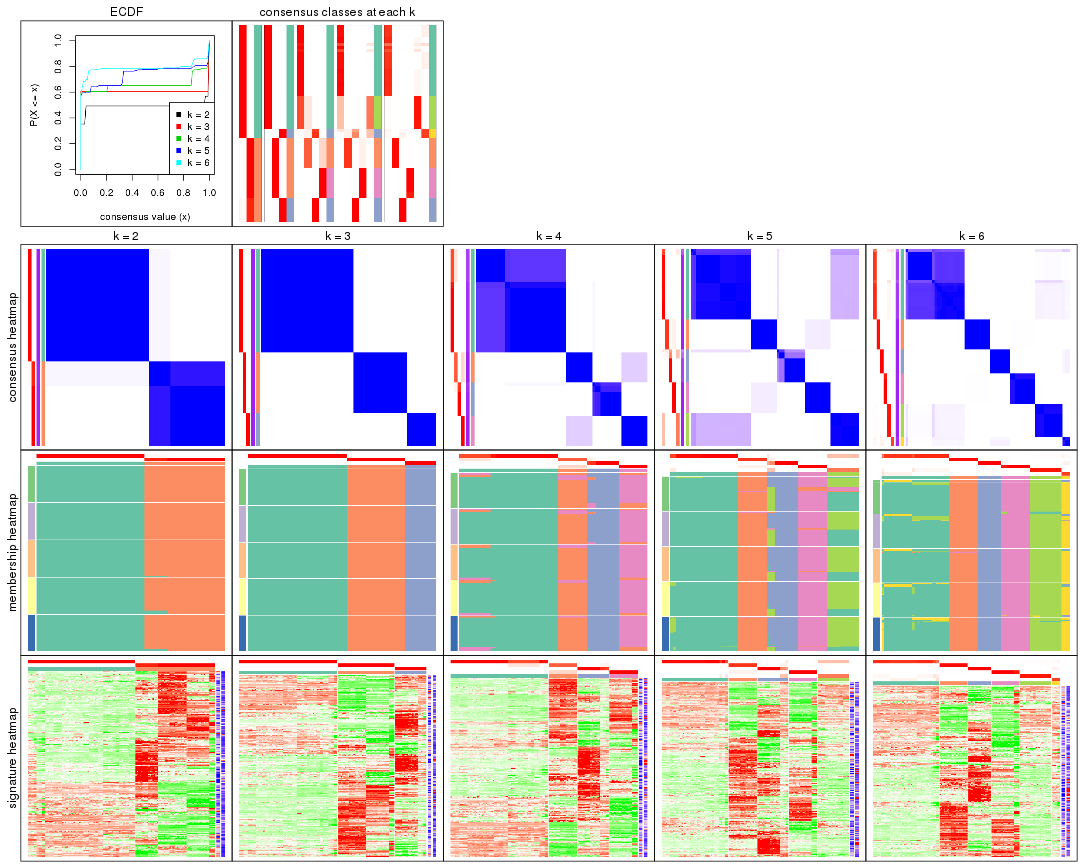 ECDF
consensus classes at each k
P(X <= x)
0.0 0.2 0.4 0.6 0.8 1.0
k = 2
k = 3
k = 4
k = 5
k = 6
0.0 0.2 0.4 0.6 0.8 1.0
consensus value (x)
k = 2 k = 3 k = 4 k = 5 k = 6
consensus heatmap
membership heatmap
signature heatmap